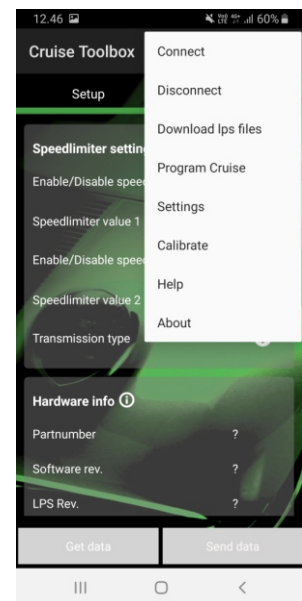 12.46 60%
Cruise Toolbox
Connect
Disconnect
Download lps files
Program Cruise
Settings
Calibrate
Help
About
Setup
Speedlimiter settin
Enable/Disable spee
Speedlimiter value 1
Enable/Disable spee
Speedlimiter value 2
Transmission type
Hardware info
Partnumber ?
Software rev. ?
LPS Rev. ?
Get data Send data